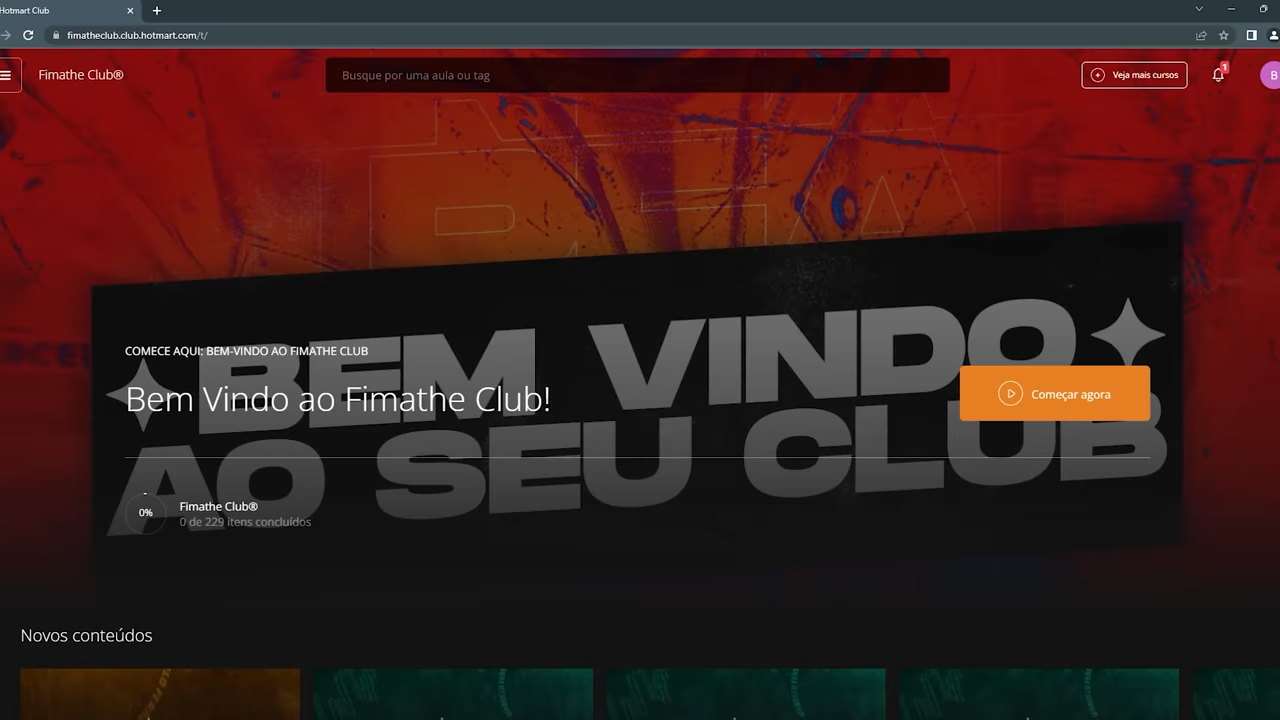 Hotmart Club
fimatheclub.club.hotmart.com/t/
Fimathe Club®
Busque por uma aula ou tag
Veja mais cursos
1
B
BEM VINDO
AO SEU CLUB
COMECE AQUI: BEM-VINDO AO FIMATHE CLUB
Bem Vindo ao Fimathe Club!
Começar agora
0%
Fimathe Club®
0 de 229 itens concluídos
Novos conteúdos